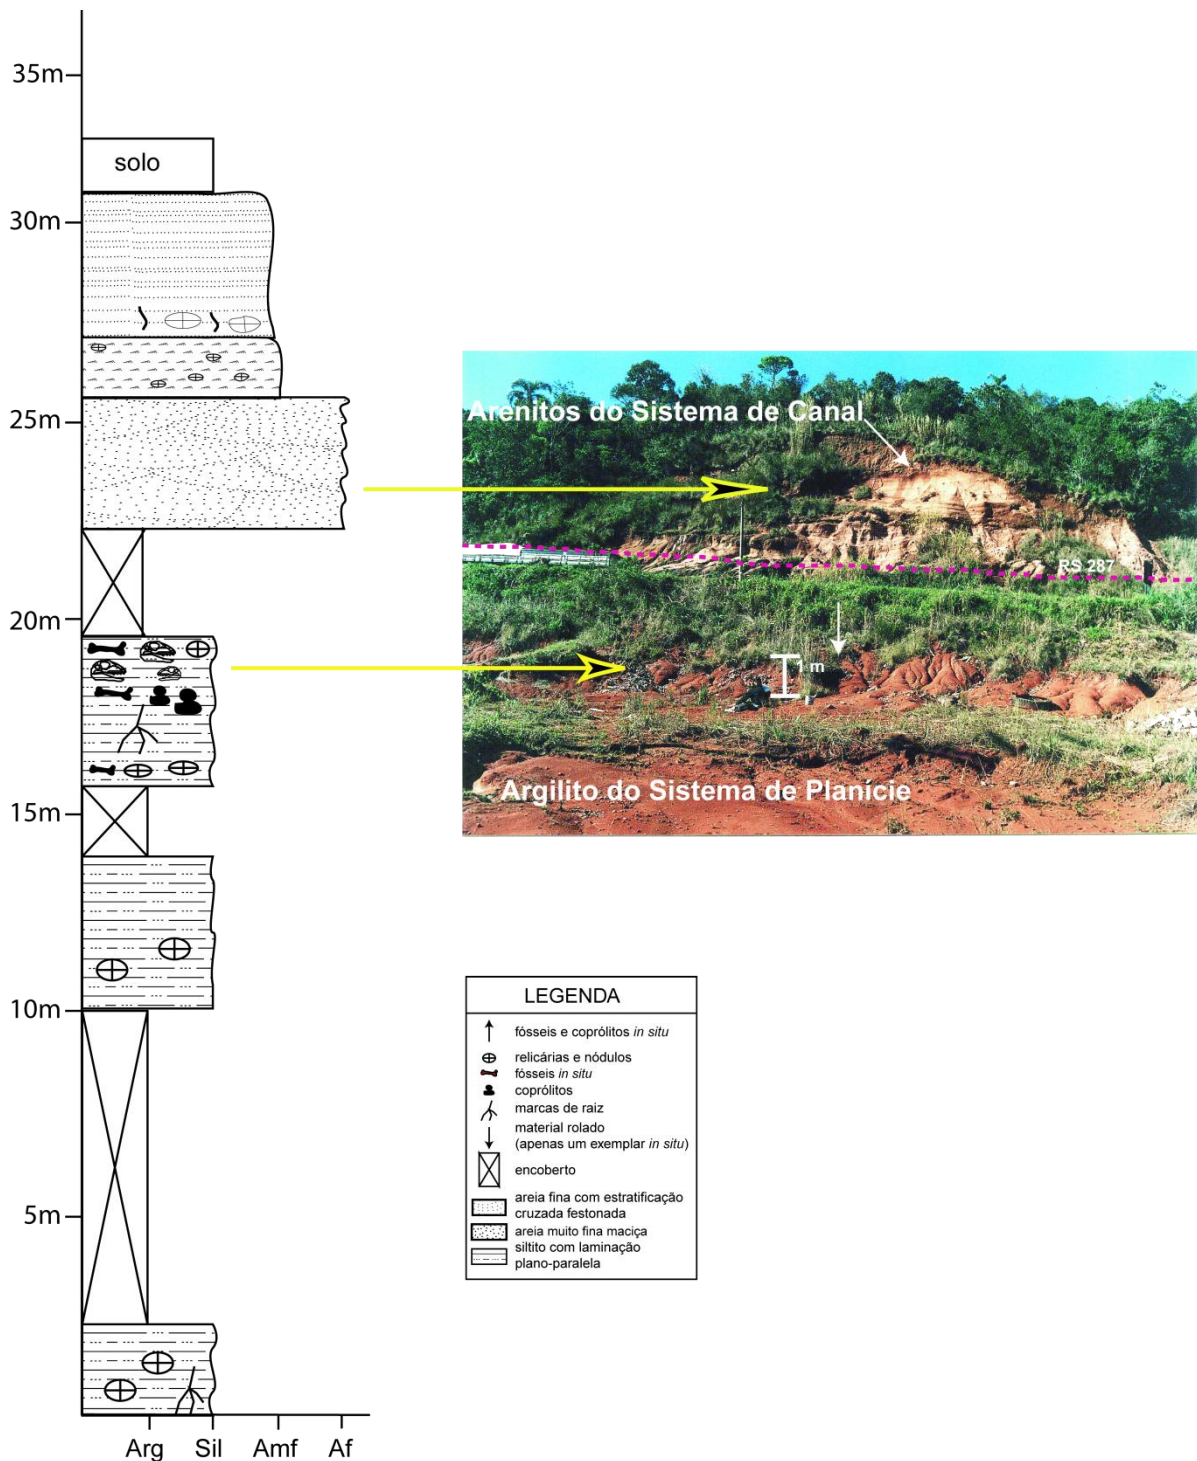 35m
solo
30m
25m
20m
15m
10m
5m
Arg Sil Amf Af
Arenitos do Sistema de Canal
RS 287
1 m
Argilito do Sistema de Planície
LEGENDA
fósseis e coprólitos in situ
relicárias e nódulos
fósseis in situ
coprólitos
marcas de raiz
material rolado
(apenas um exemplar in situ)
encoberto
areia fina com estratificação
cruzada festonada
areia muito fina maciça
siltito com laminação
plano-paralela